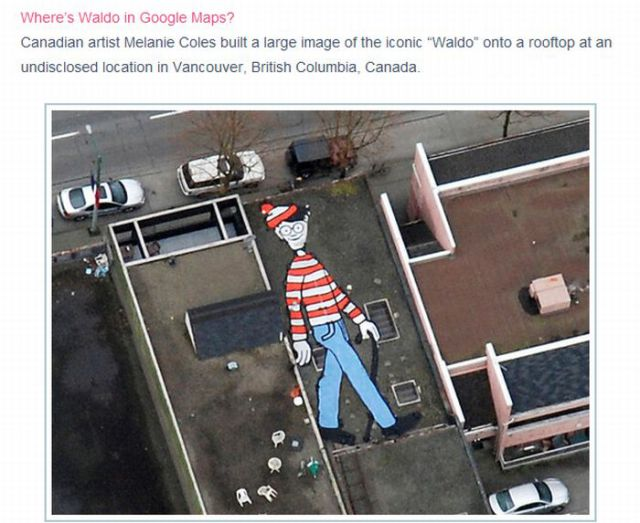 Where's Waldo in Google Maps?
Canadian artist Melanie Coles built a large image of the iconic “Waldo” onto a rooftop at an
undisclosed location in Vancouver, British Columbia, Canada.